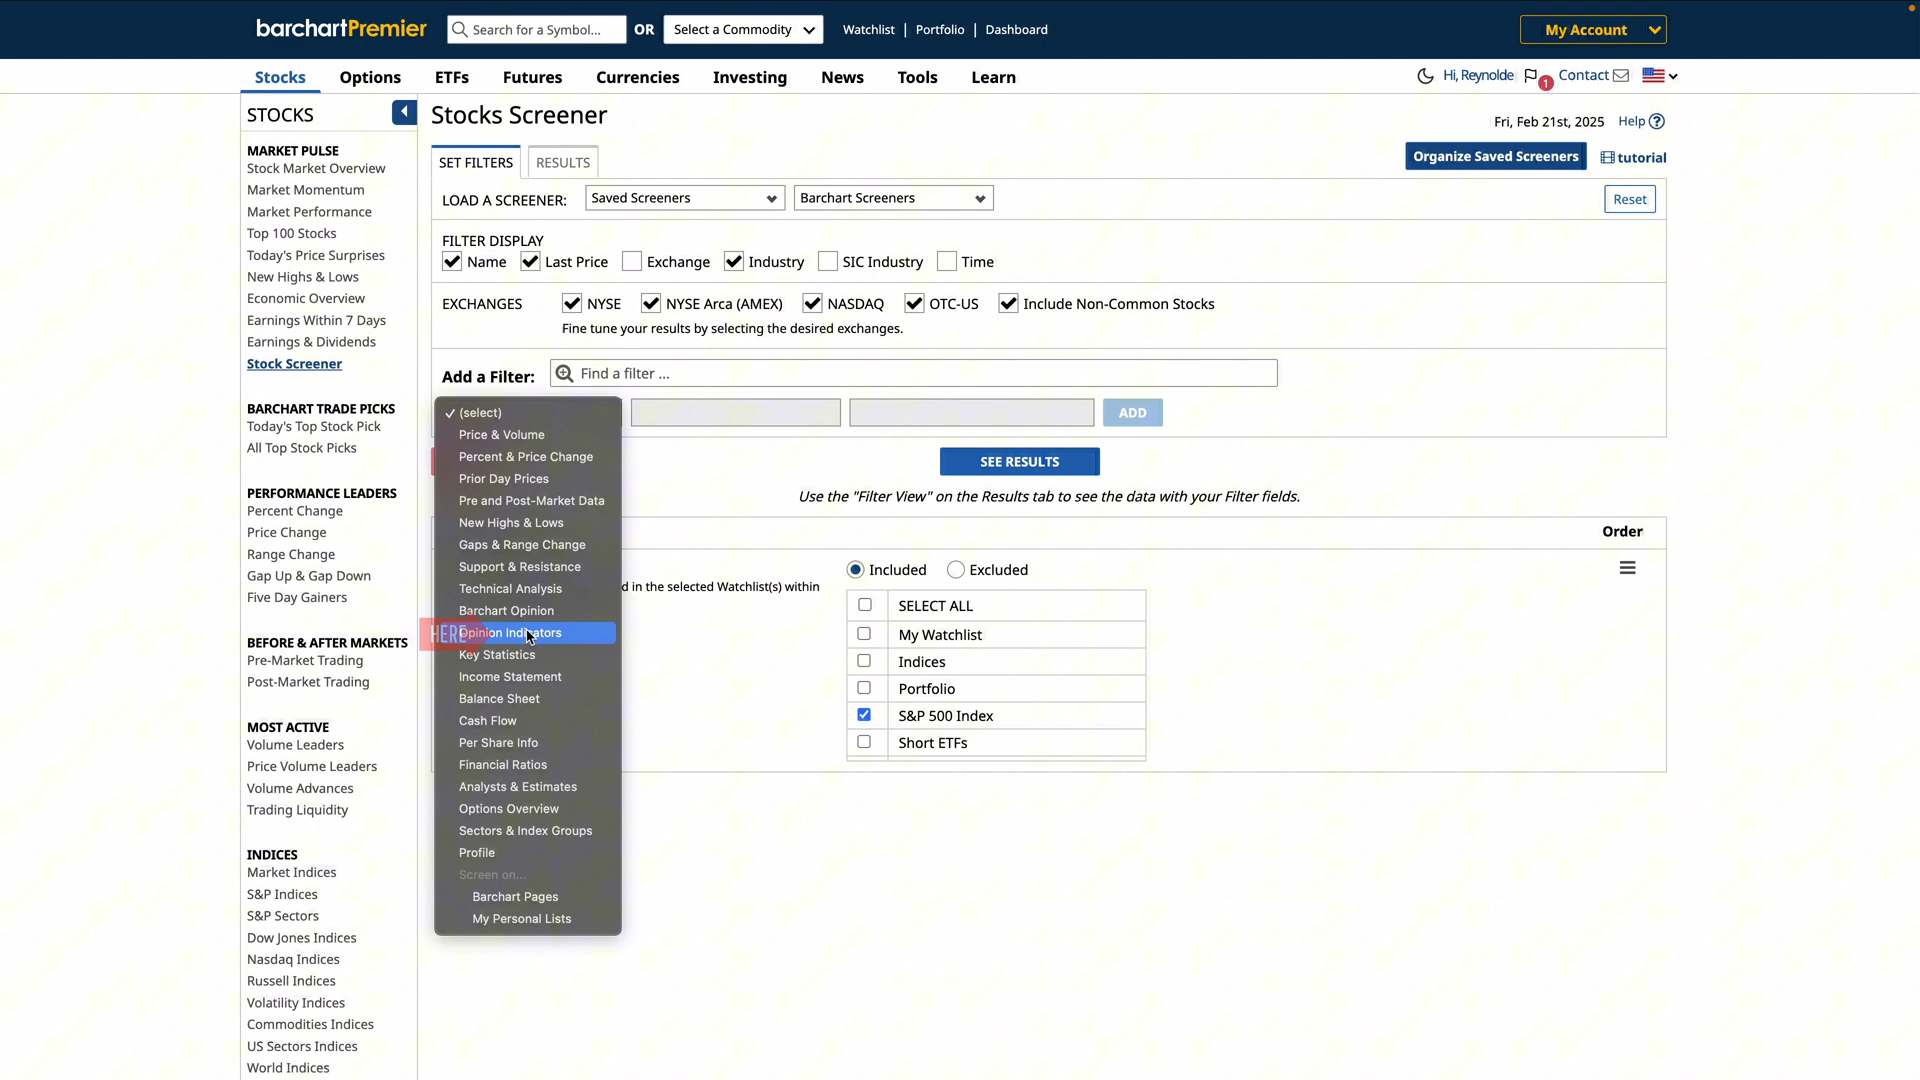 barchartPremier
Search for a Symbol...
OR
Select a Commodity
Watchlist | Portfolio | Dashboard
My Account
Stocks Options ETFs Futures Currencies Investing News Tools Learn
Hi, Reynolde
1
Contact
STOCKS
MARKET PULSE
Stock Market Overview
Market Momentum
Market Performance
Top 100 Stocks
Today's Price Surprises
New Highs & Lows
Economic Overview
Earnings Within 7 Days
Earnings & Dividends
Stock Screener
BARCHART TRADE PICKS
Today's Top Stock Pick
All Top Stock Picks
PERFORMANCE LEADERS
Percent Change
Price Change
Range Change
Gap Up & Gap Down
Five Day Gainers
BEFORE & AFTER MARKETS
Pre-Market Trading
Post-Market Trading
MOST ACTIVE
Volume Leaders
Price Volume Leaders
Volume Advances
Trading Liquidity
INDICES
Market Indices
S&P Indices
S&P Sectors
Dow Jones Indices
Nasdaq Indices
Russell Indices
Volatility Indices
Commodities Indices
US Sectors Indices
World Indices
Stocks Screener
Fri, Feb 21st, 2025 Help ?
SET FILTERS RESULTS
Organize Saved Screeners
tutorial
LOAD A SCREENER: Saved Screeners Barchart Screeners Reset
FILTER DISPLAY
Name Last Price Exchange Industry SIC Industry Time
EXCHANGES NYSE NYSE Arca (AMEX) NASDAQ OTC-US Include Non-Common Stocks
Fine tune your results by selecting the desired exchanges.
Add a Filter: Find a filter ...
ADD
✓ (select)
Price & Volume
Percent & Price Change
Prior Day Prices
Pre and Post-Market Data
New Highs & Lows
Gaps & Range Change
Support & Resistance
Technical Analysis
Barchart Opinion
HERE
Opinion Indicators
Key Statistics
Income Statement
Balance Sheet
Cash Flow
Per Share Info
Financial Ratios
Analysts & Estimates
Options Overview
Sectors & Index Groups
Profile
Screen on...
Barchart Pages
My Personal Lists
SEE RESULTS
Use the "Filter View" on the Results tab to see the data with your Filter fields.
Order
Included Excluded
d in the selected Watchlist(s) within
SELECT ALL
My Watchlist
Indices
Portfolio
S&P 500 Index
Short ETFs